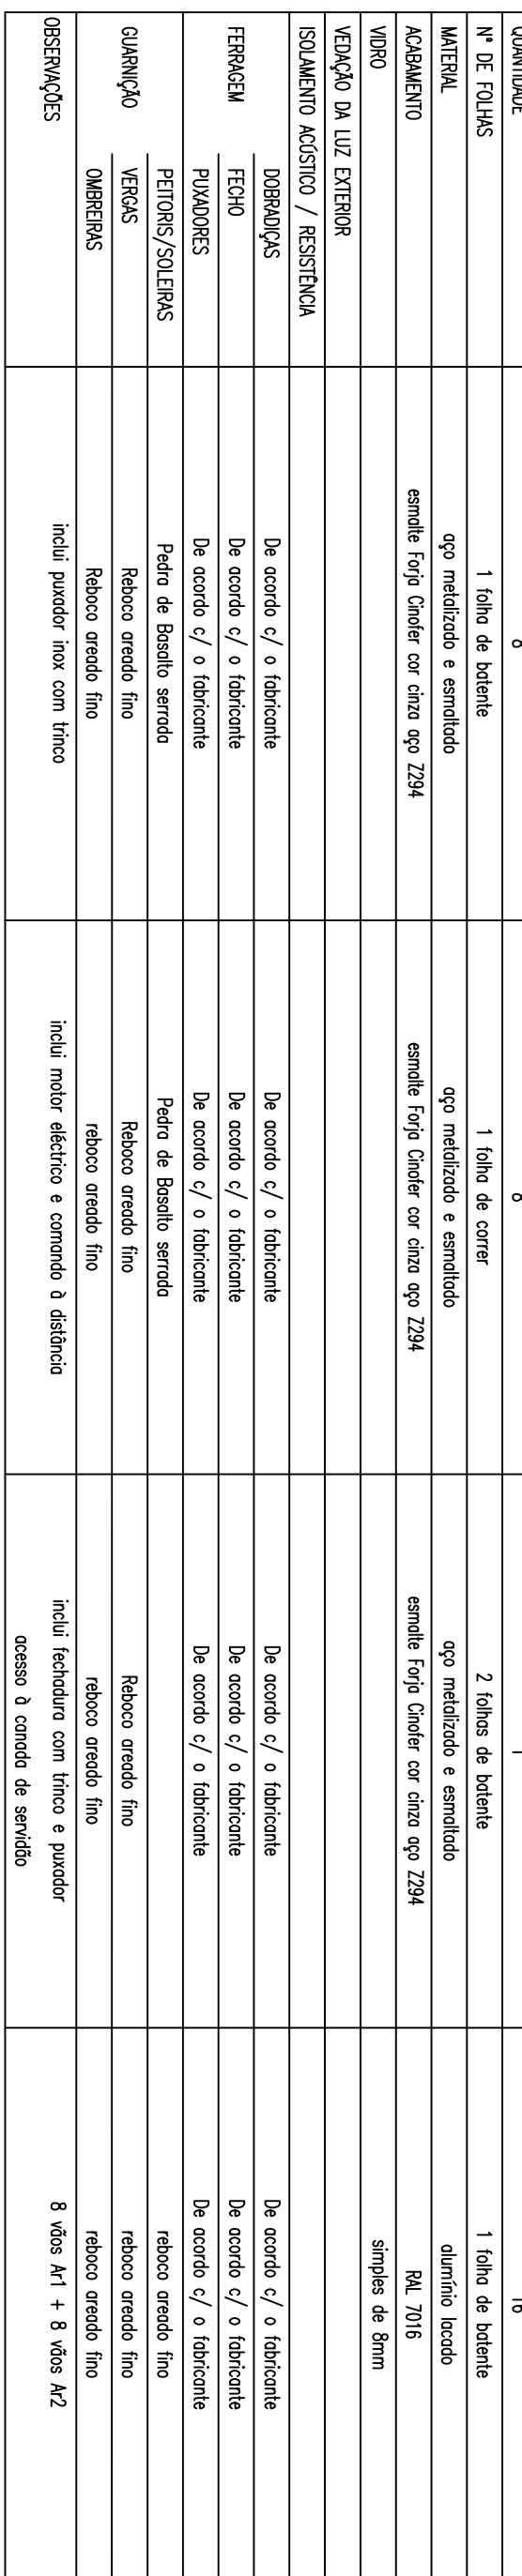 QUANTIDADE 8 8 1 16
Nº DE FOLHAS 1 folha de batente 1 folha de correr 2 folhas de batente 1 folha de batente
MATERIAL aço metalizado e esmaltado aço metalizado e esmaltado aço metalizado e esmaltado alumínio lacado
ACABAMENTO esmalte Forja Cinofer cor cinza aço Z294 esmalte Forja Cinofer cor cinza aço Z294 esmalte Forja Cinofer cor cinza aço Z294 RAL 7016
VIDRO simples de 8mm
VEDAÇÃO DA LUZ EXTERIOR
ISOLAMENTO ACÚSTICO / RESISTÊNCIA
DOBRADIÇAS De acordo c/ o fabricante De acordo c/ o fabricante De acordo c/ o fabricante De acordo c/ o fabricante
FERRAGEM FECHO De acordo c/ o fabricante De acordo c/ o fabricante De acordo c/ o fabricante De acordo c/ o fabricante
PUXADORES De acordo c/ o fabricante De acordo c/ o fabricante De acordo c/ o fabricante De acordo c/ o fabricante
PEITORIS/SOLEIRAS Pedra de Basalto serrada Pedra de Basalto serrada reboco areado fino
GUARNIÇÃO VERGAS Reboco areado fino Reboco areado fino Reboco areado fino reboco areado fino
OMBREIRAS Reboco areado fino reboco areado fino reboco areado fino reboco areado fino
OBSERVAÇÕES inclui puxador inox com trinco inclui motor eléctrico e comando à distância inclui fechadura com trinco e puxador 8 vãos Ar1 + 8 vãos Ar2
acesso à canada de servidão